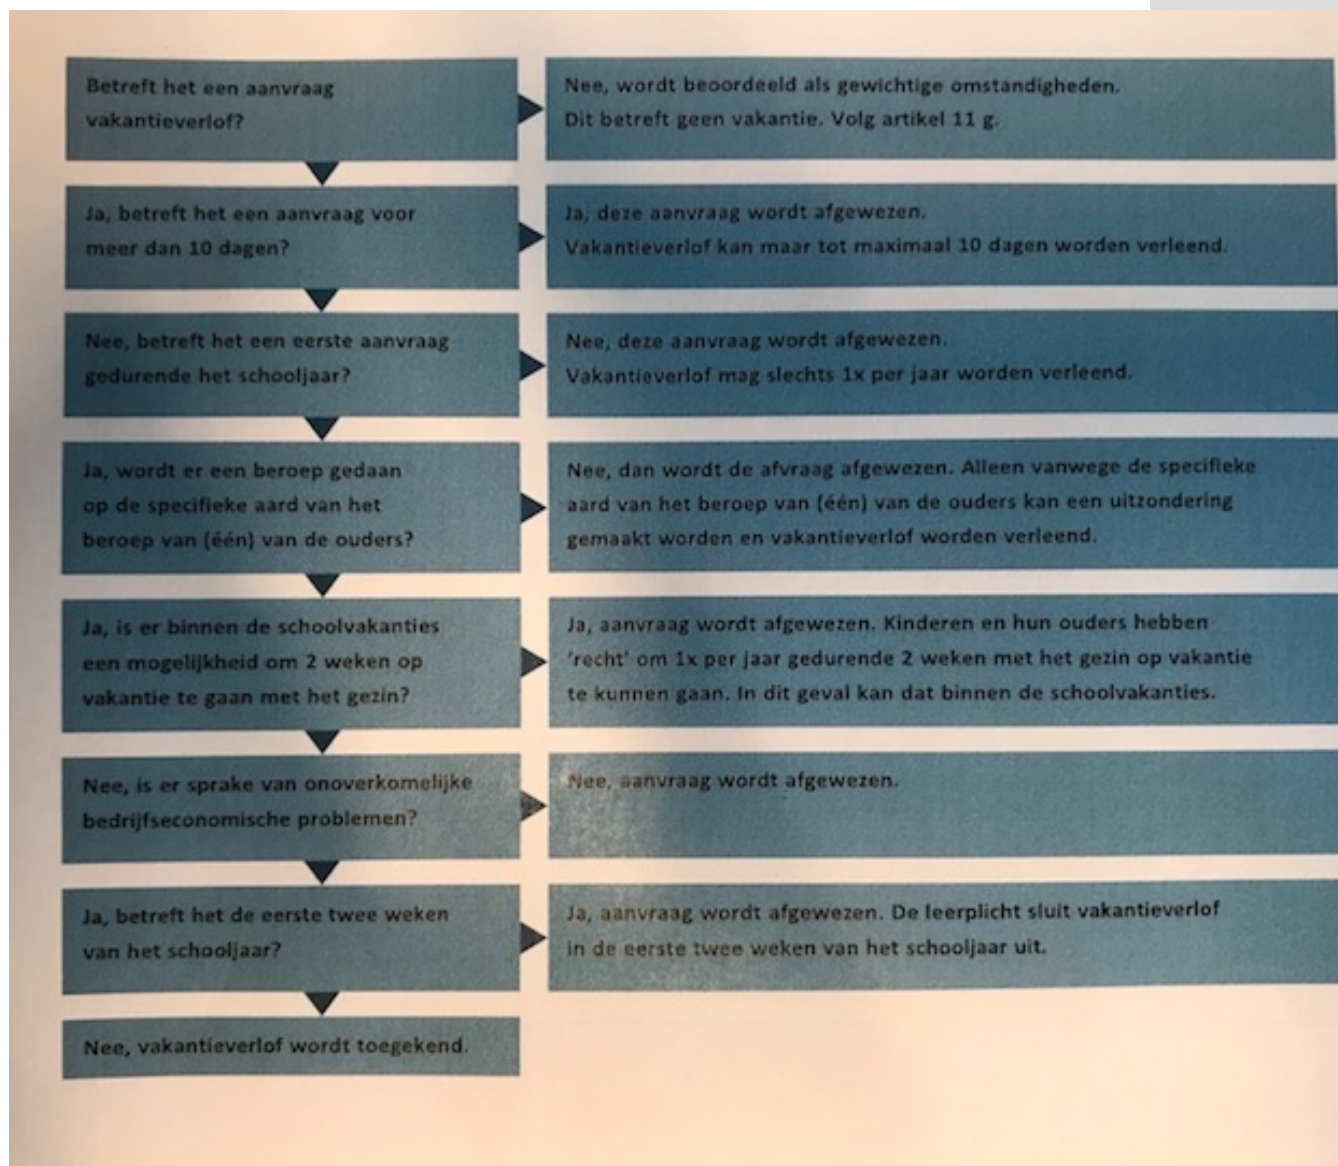 Betreft het een aanvraag
vakantieverlof?
Nee, wordt beoordeeld als gewichtige omstandigheden.
Dit betreft geen vakantie. Volg artikel 11 g.
Ja, betreft het een aanvraag voor
meer dan 10 dagen?
Ja, deze aanvraag wordt afgewezen.
Vakantieverlof kan maar tot maximaal 10 dagen worden verleend.
Nee, betreft het een eerste aanvraag
gedurende het schooljaar?
Nee, deze aanvraag wordt afgewezen.
Vakantieverlof mag slechts 1x per jaar worden verleend.
Ja, wordt er een beroep gedaan
op de specifieke aard van het
beroep van (één) van de ouders?
Nee, dan wordt de afvraag afgewezen. Alleen vanwege de specifieke
aard van het beroep van (één) van de ouders kan een uitzondering
gemaakt worden en vakantieverlof worden verleend.
Ja, is er binnen de schoolvakanties
een mogelijkheid om 2 weken op
vakantie te gaan met het gezin?
Ja, aanvraag wordt afgewezen. Kinderen en hun ouders hebben
'recht' om 1x per jaar gedurende 2 weken met het gezin op vakantie
te kunnen gaan. In dit geval kan dat binnen de schoolvakanties.
Nee, is er sprake van onoverkomelijke
bedrijfseconomische problemen?
Nee, aanvraag wordt afgewezen.
Ja, betreft het de eerste twee weken
van het schooljaar?
Ja, aanvraag wordt afgewezen. De leerplicht sluit vakantieverlof
in de eerste twee weken van het schooljaar uit.
Nee, vakantieverlof wordt toegekend.